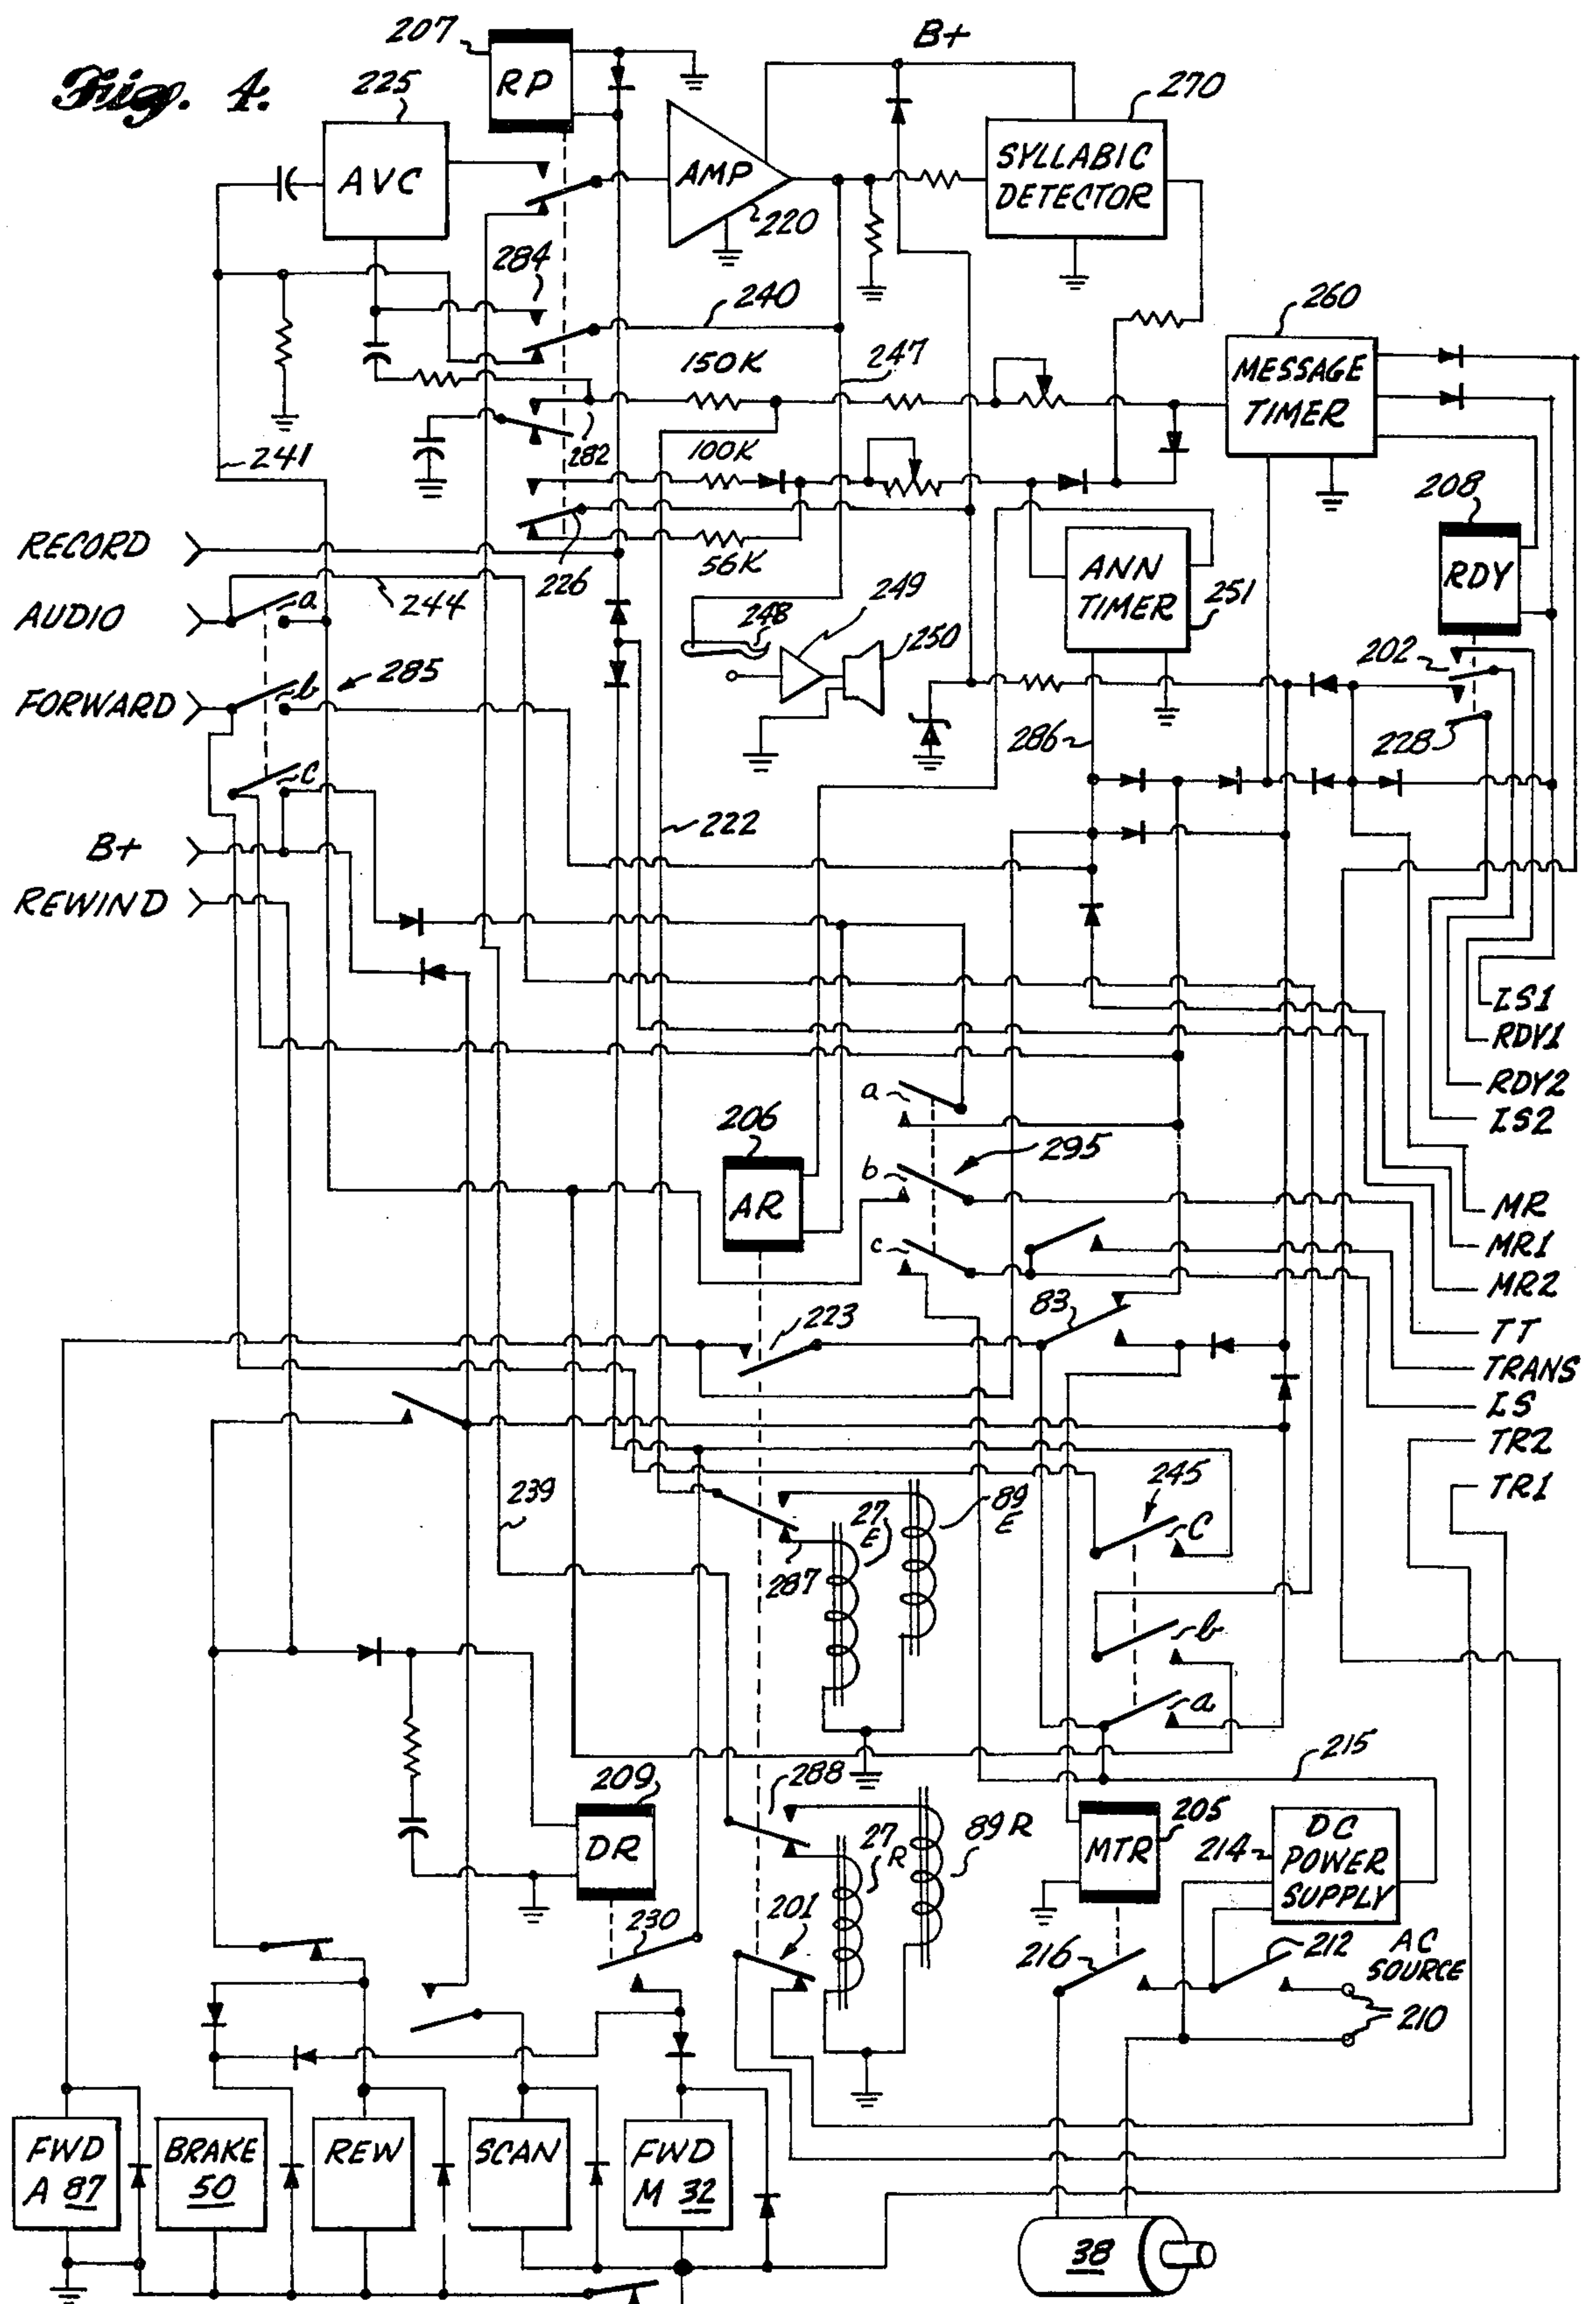 Fig. 4.
207
RP
B+
225
AVC
270
SYLLABIC
DETECTOR
AMP
220
284
240
260
MESSAGE
TIMER
247
150K
282
100K
241
208
RDY
RECORD
56K
226
ANN
TIMER
251
244
AUDIO
a
249
248
250
202
285
FORWARD
b
286
228
c
222
B+
REWIND
IS1
RDY1
RDY2
IS2
a
206
AR
295
b
MR
MR1
c
MR2
83
TT
223
TRANS
IS
TR2
TR1
245
239
89
E
27
E
C
287
b
a
215
209
DR
288
89R
27
R
MTR
205
214
DC
POWER
SUPPLY
201
230
216
212
AC
SOURCE
210
FWD
A 87
BRAKE
50
REW
SCAN
FWD
M 32
38